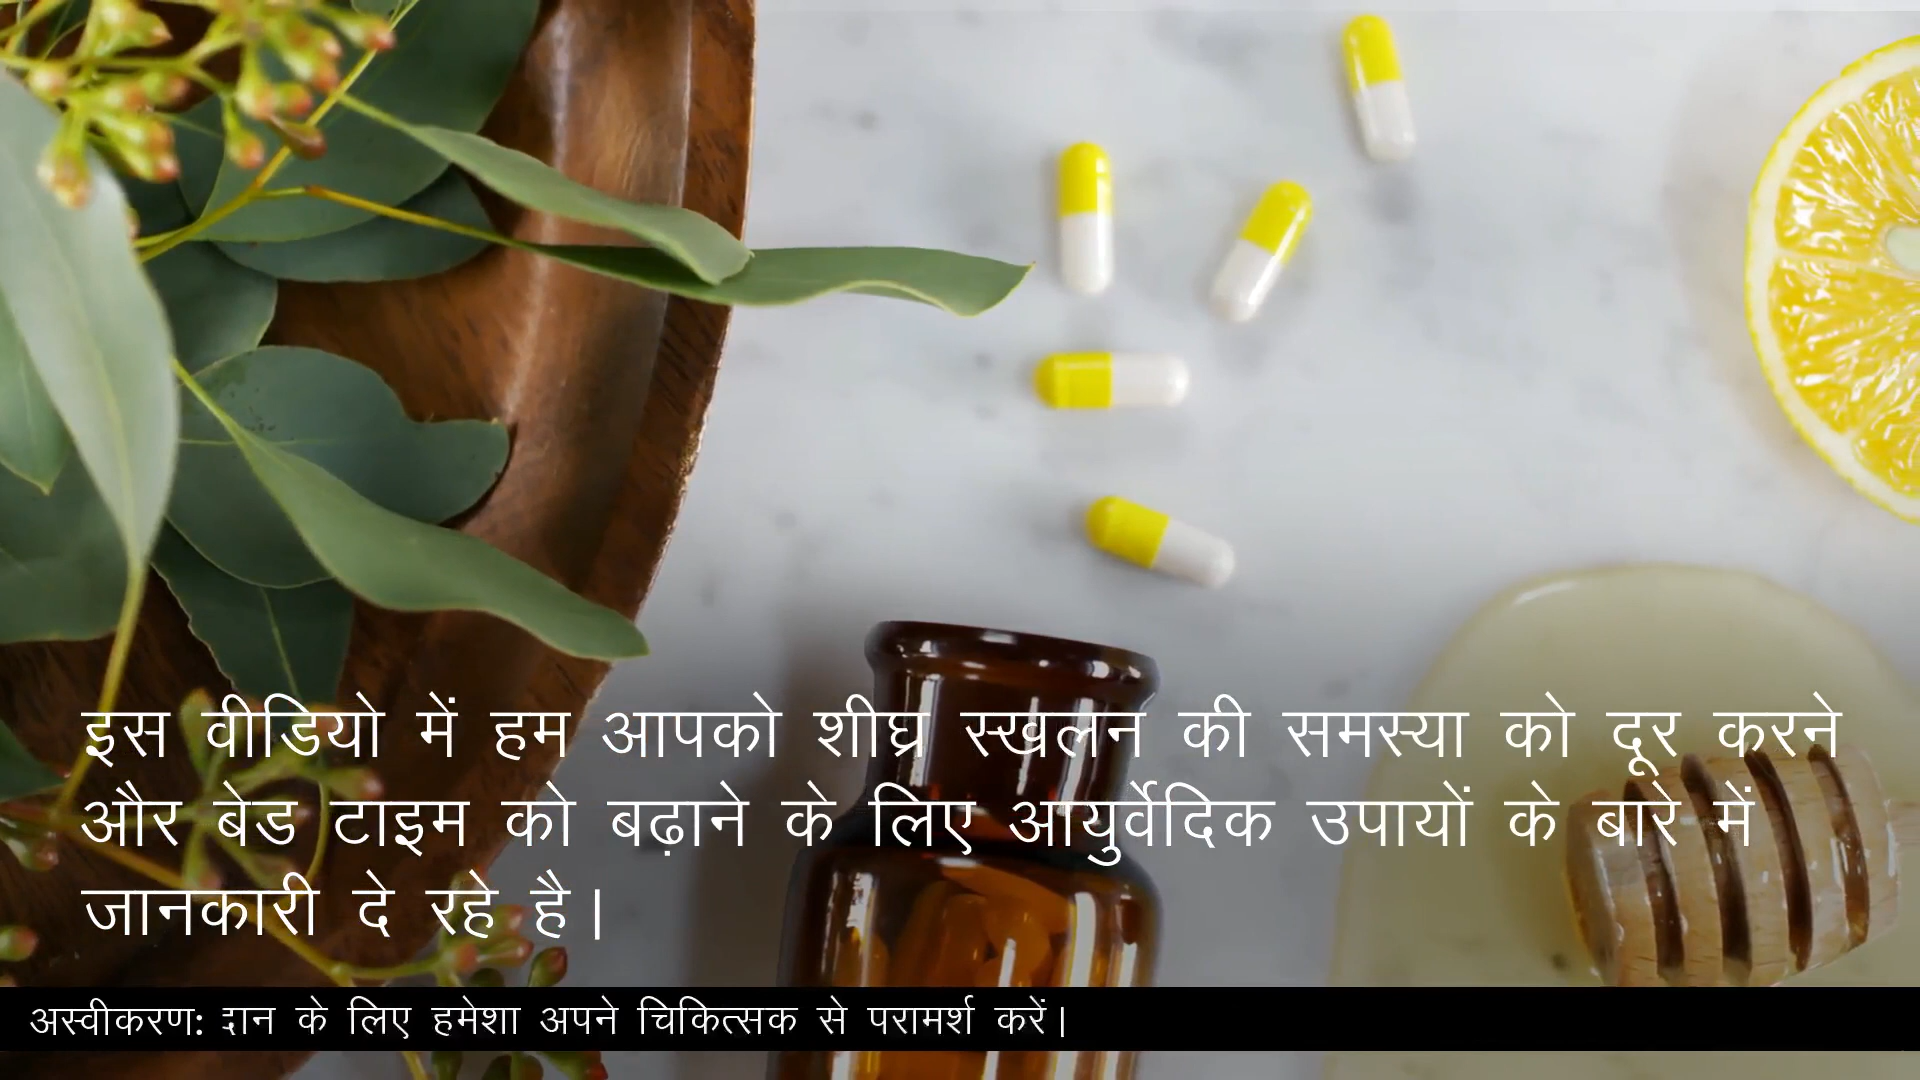 इस वीडियो में हम आपको शीघ्र स्खलन की समस्या को दूर करने
और बेड टाइम को बढ़ाने के लिए आयुर्वेदिक उपायों के बारे में
जानकारी दे रहे है।
अस्वीकरण: दान के लिए हमेशा अपने चिकित्सक से परामर्श करें।